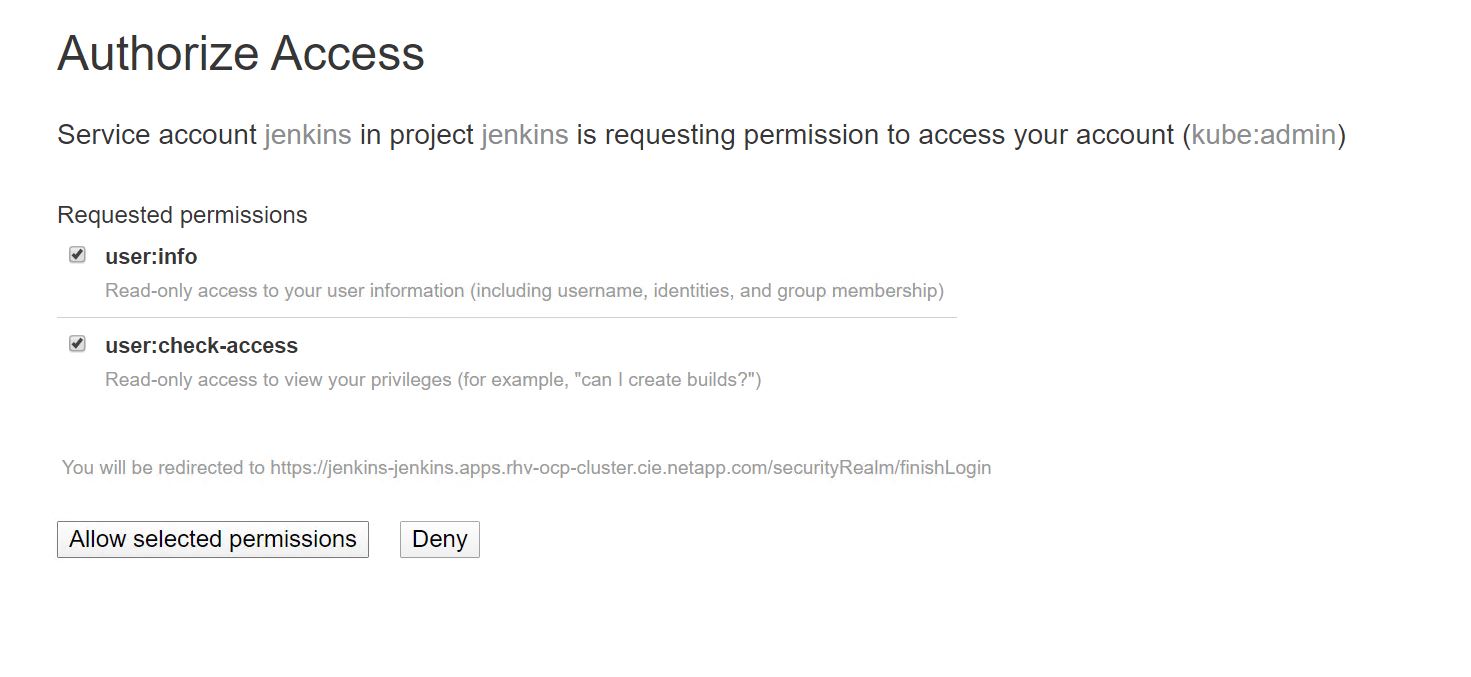 Authorize Access
Service account jenkins in project jenkins is requesting permission to access your account (kube:admin)
Requested permissions
user:info
Read-only access to your user information (including username, identities, and group membership)
user:check-access
Read-only access to view your privileges (for example, "can I create builds?")
You will be redirected to https://jenkins-jenkins.apps.rhv-ocp-cluster.cie.netapp.com/securityRealm/finishLogin
Allow selected permissions Deny